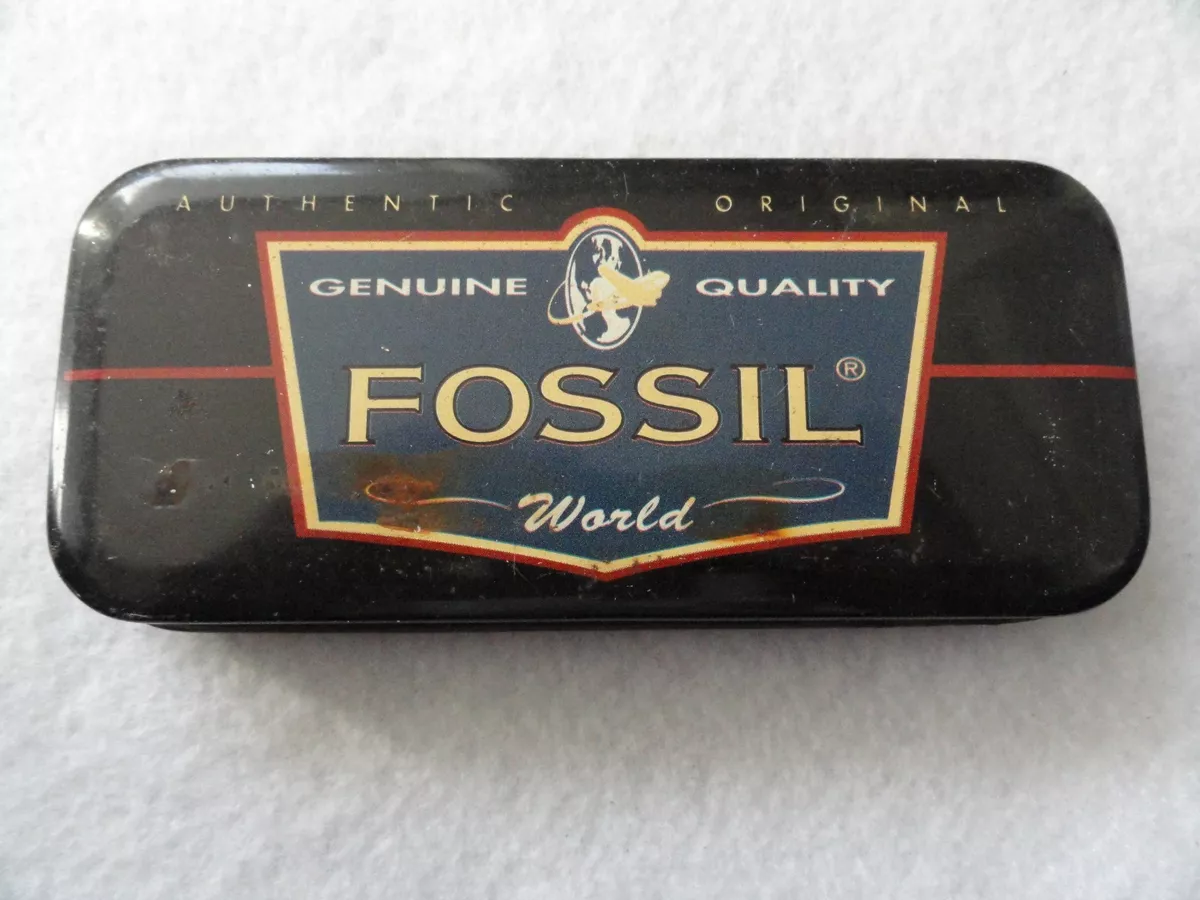 AUTHENTIC ORIGINAL
GENUINE QUALITY
FOSSIL®
World